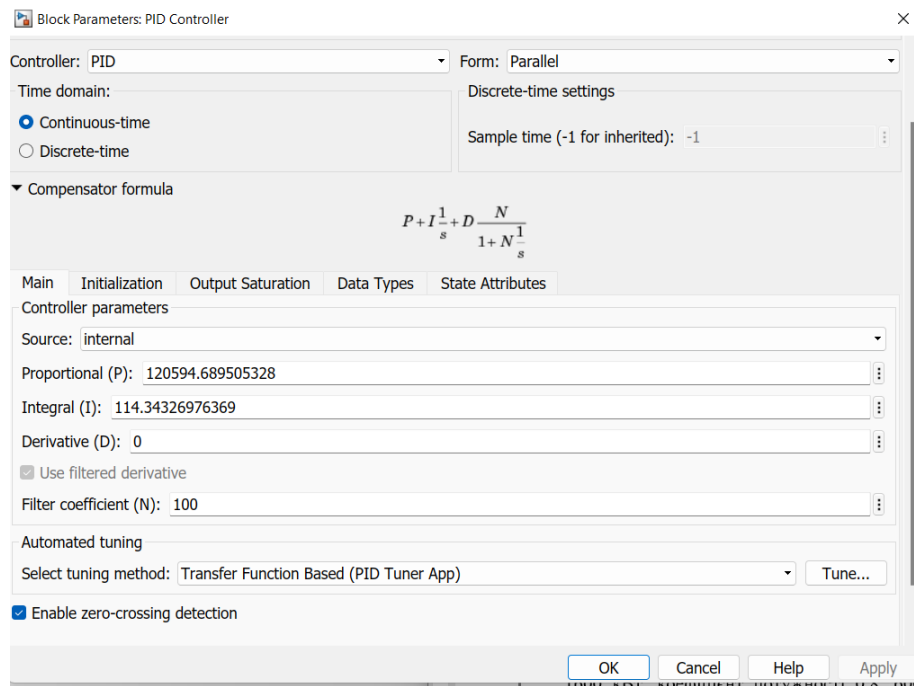 Block Parameters: PID Controller
Controller: PID Form: Parallel
Time domain: Discrete-time settings
Continuous-time
Sample time (-1 for inherited): -1
Discrete-time
Compensator formula
P + I 1/s + D N/(1 + N 1/s)
Main Initialization Output Saturation Data Types State Attributes
Controller parameters
Source: internal
Proportional (P): 120594.689505328
Integral (I): 114.34326976369
Derivative (D): 0
Use filtered derivative
Filter coefficient (N): 100
Automated tuning
Select tuning method: Transfer Function Based (PID Tuner App) Tune...
Enable zero-crossing detection
OK Cancel Help Apply